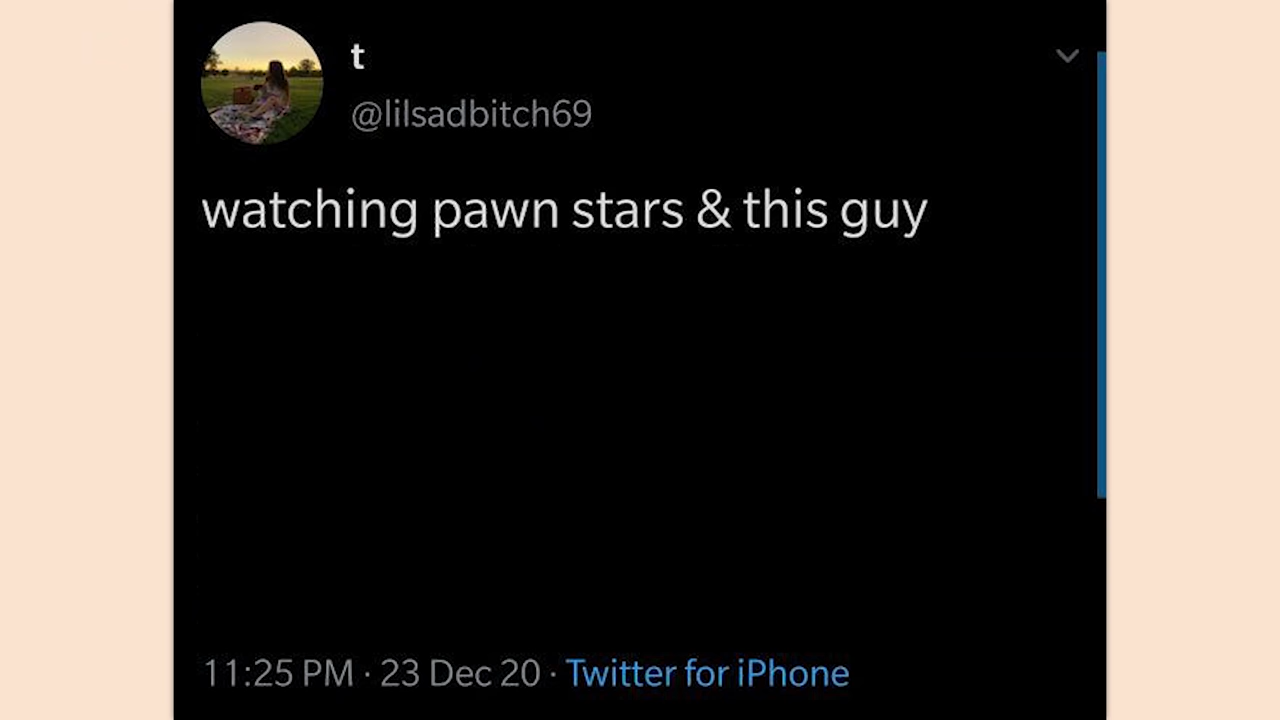 t
@lilsadbitch69
watching pawn stars & this guy
11:25 PM · 23 Dec 20 · Twitter for iPhone